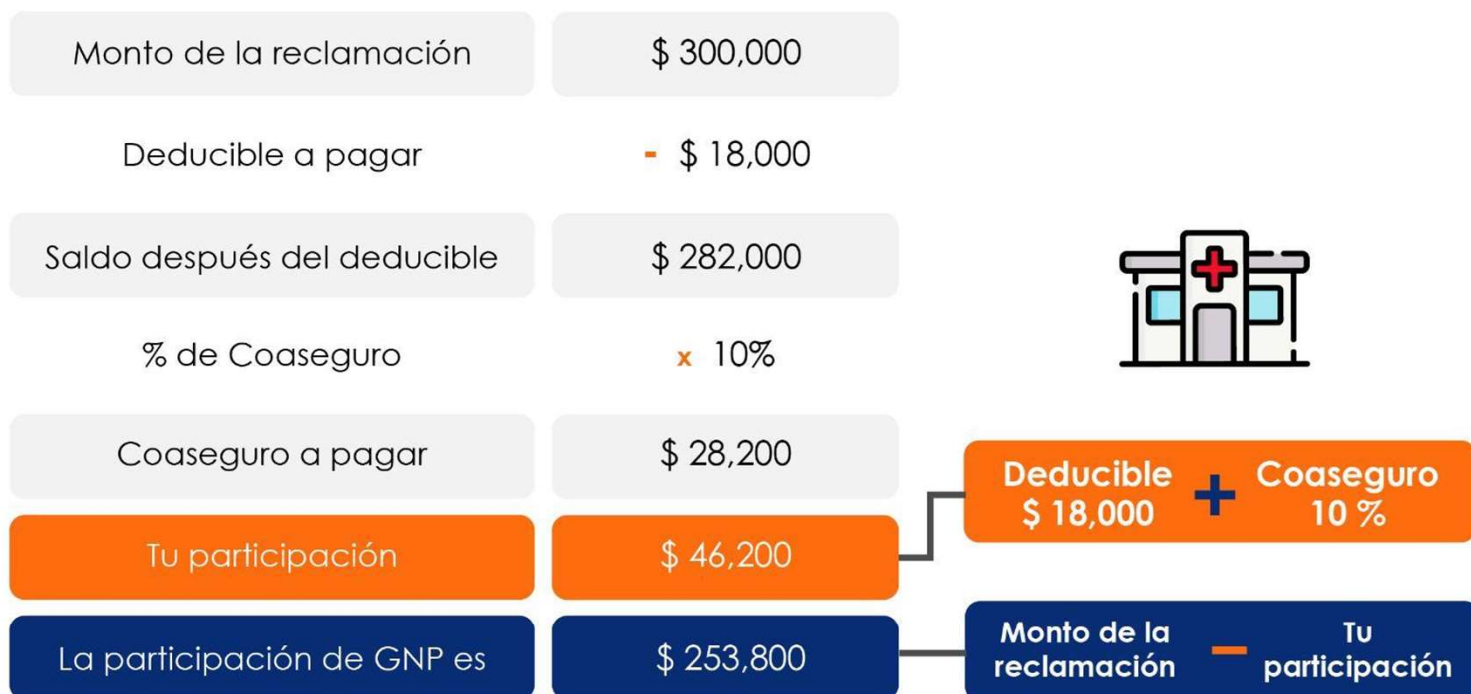 Monto de la reclamación $ 300,000
Deducible a pagar - $ 18,000
Saldo después del deducible $ 282,000
% de Coaseguro x 10%
Coaseguro a pagar $ 28,200
Tu participación $ 46,200
La participación de GNP es $ 253,800
Deducible + Coaseguro
$ 18,000 10 %
Monto de la − Tu
reclamación participación